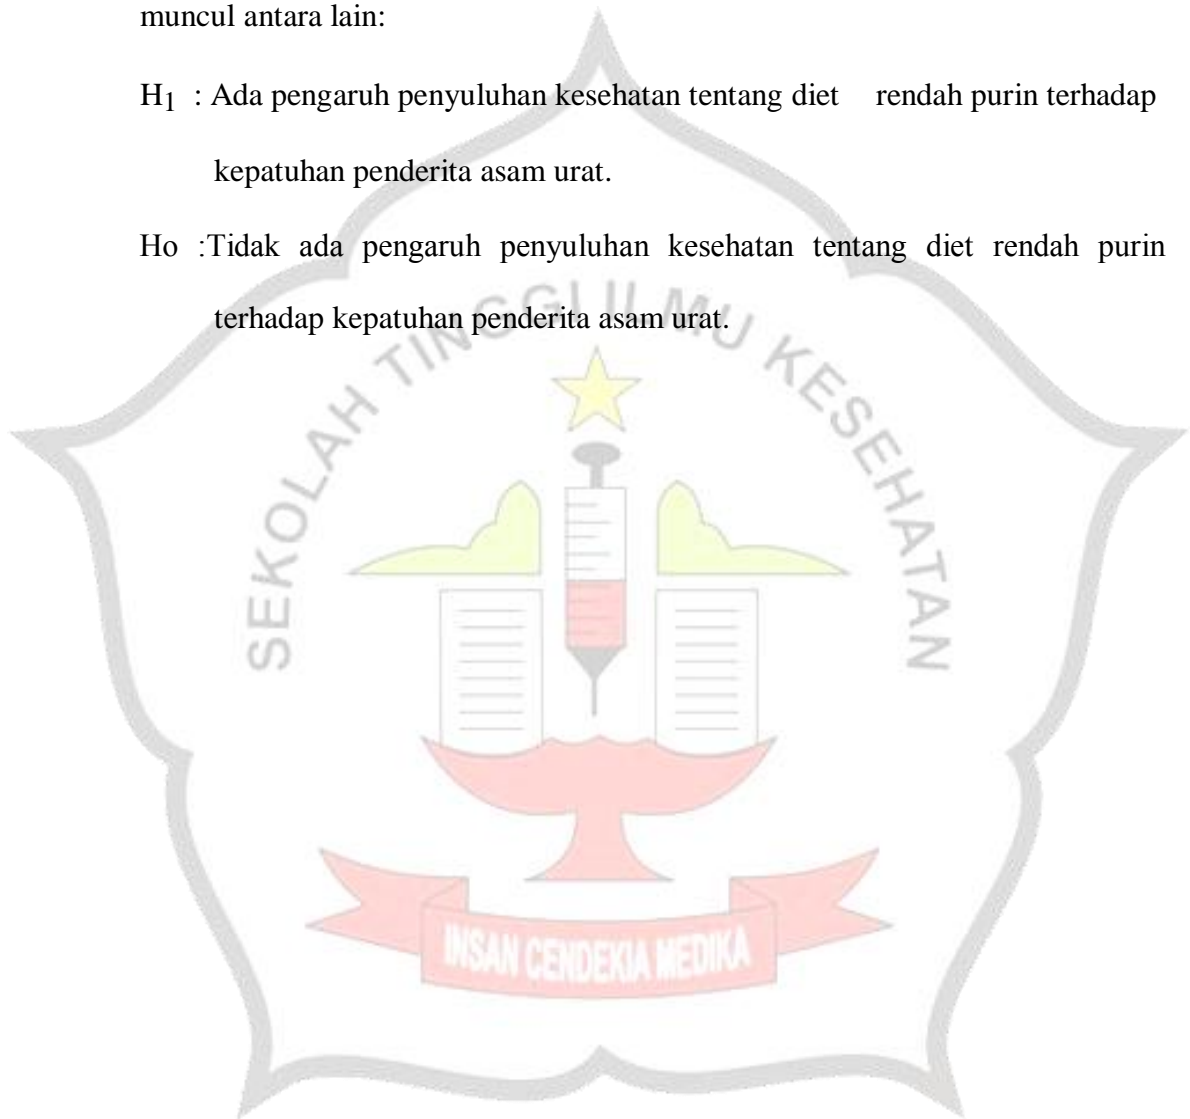 muncul antara lain:
H1 : Ada pengaruh penyuluhan kesehatan tentang diet rendah purin terhadap
kepatuhan penderita asam urat.
Ho :Tidak ada pengaruh penyuluhan kesehatan tentang diet rendah purin
terhadap kepatuhan penderita asam urat.
SEKOLAH TINGGI ILMU KESEHATAN
INSAN CENDEKIA MEDIKA